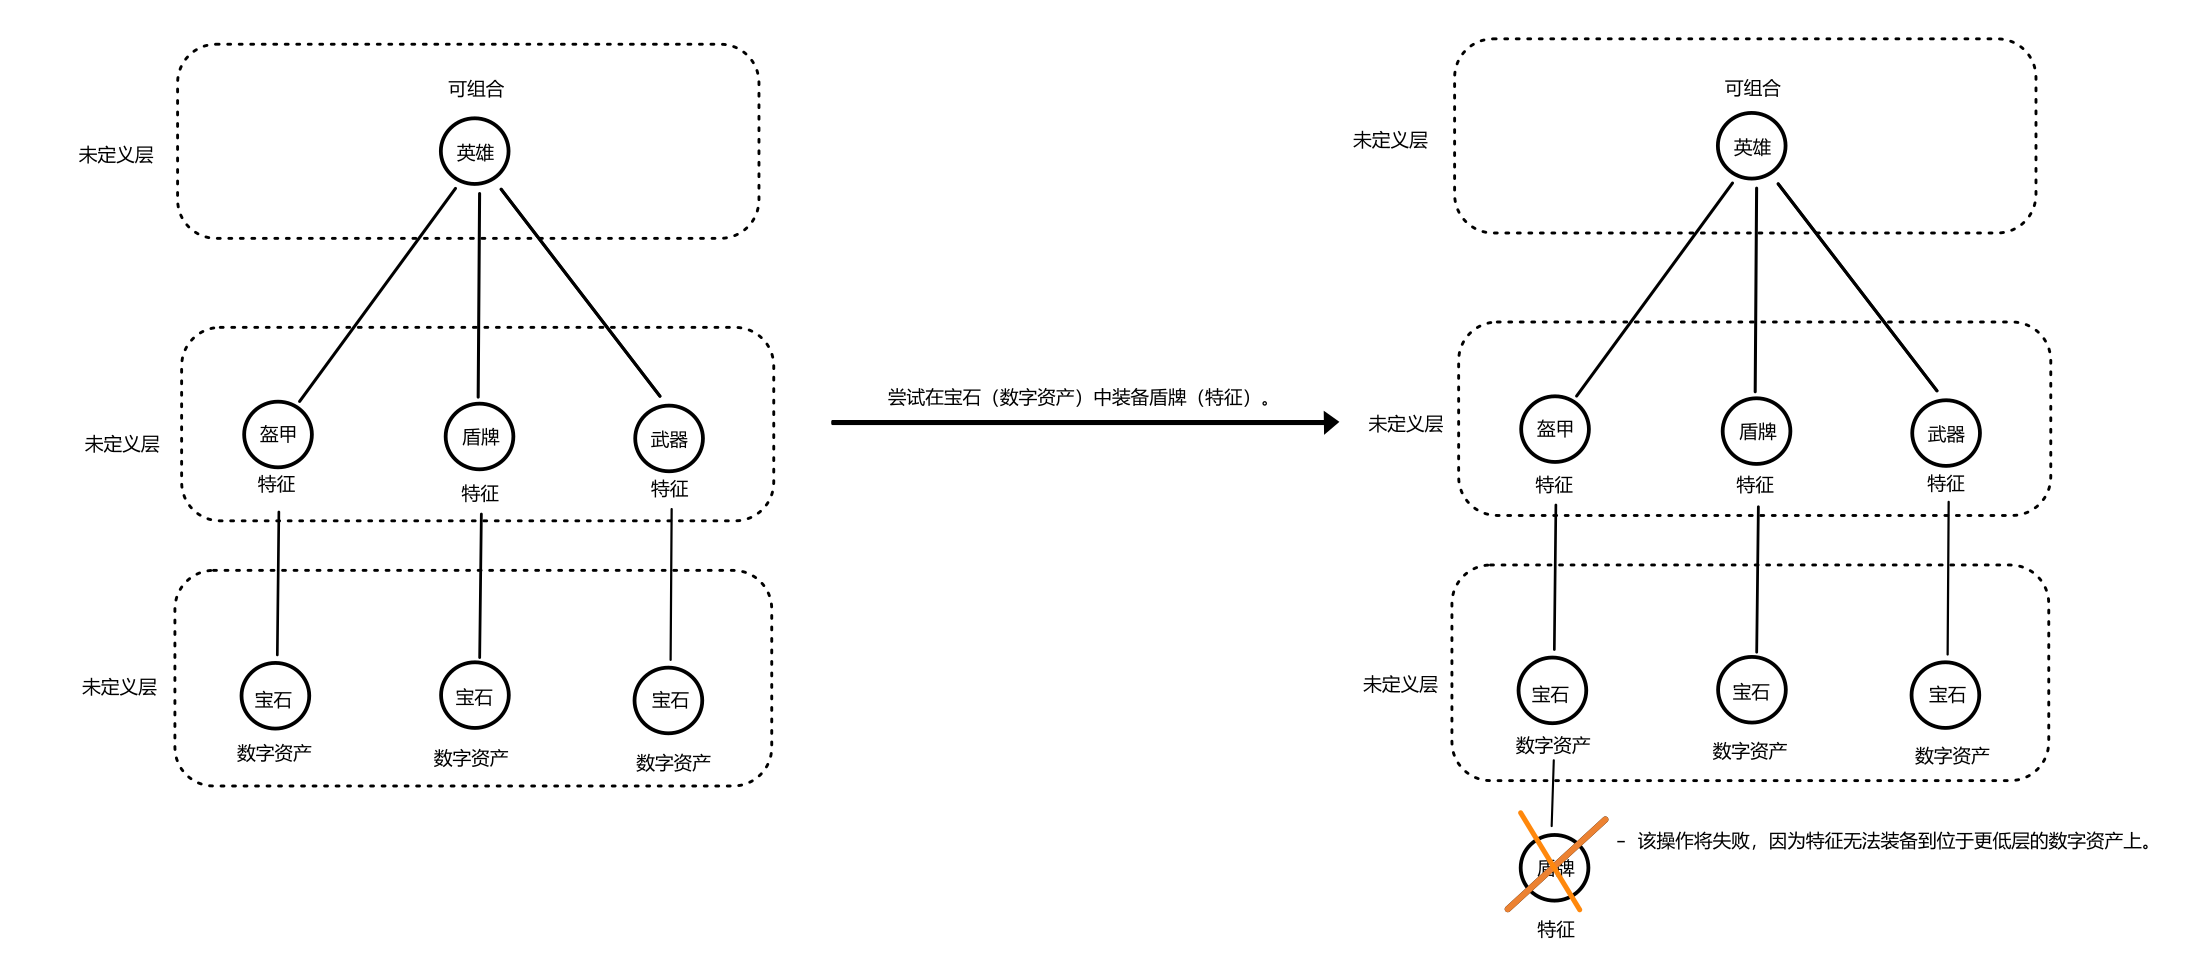 可组合
英雄
未定义层
盔甲
盾牌
武器
未定义层
特征
特征
特征
宝石
宝石
宝石
未定义层
数字资产
数字资产
数字资产
尝试在宝石（数字资产）中装备盾牌（特征）。
可组合
英雄
未定义层
盔甲
盾牌
武器
未定义层
特征
特征
特征
宝石
宝石
宝石
未定义层
数字资产
数字资产
数字资产
盾牌
- 该操作将失败，因为特征无法装备到位于更低层的数字资产上。
特征